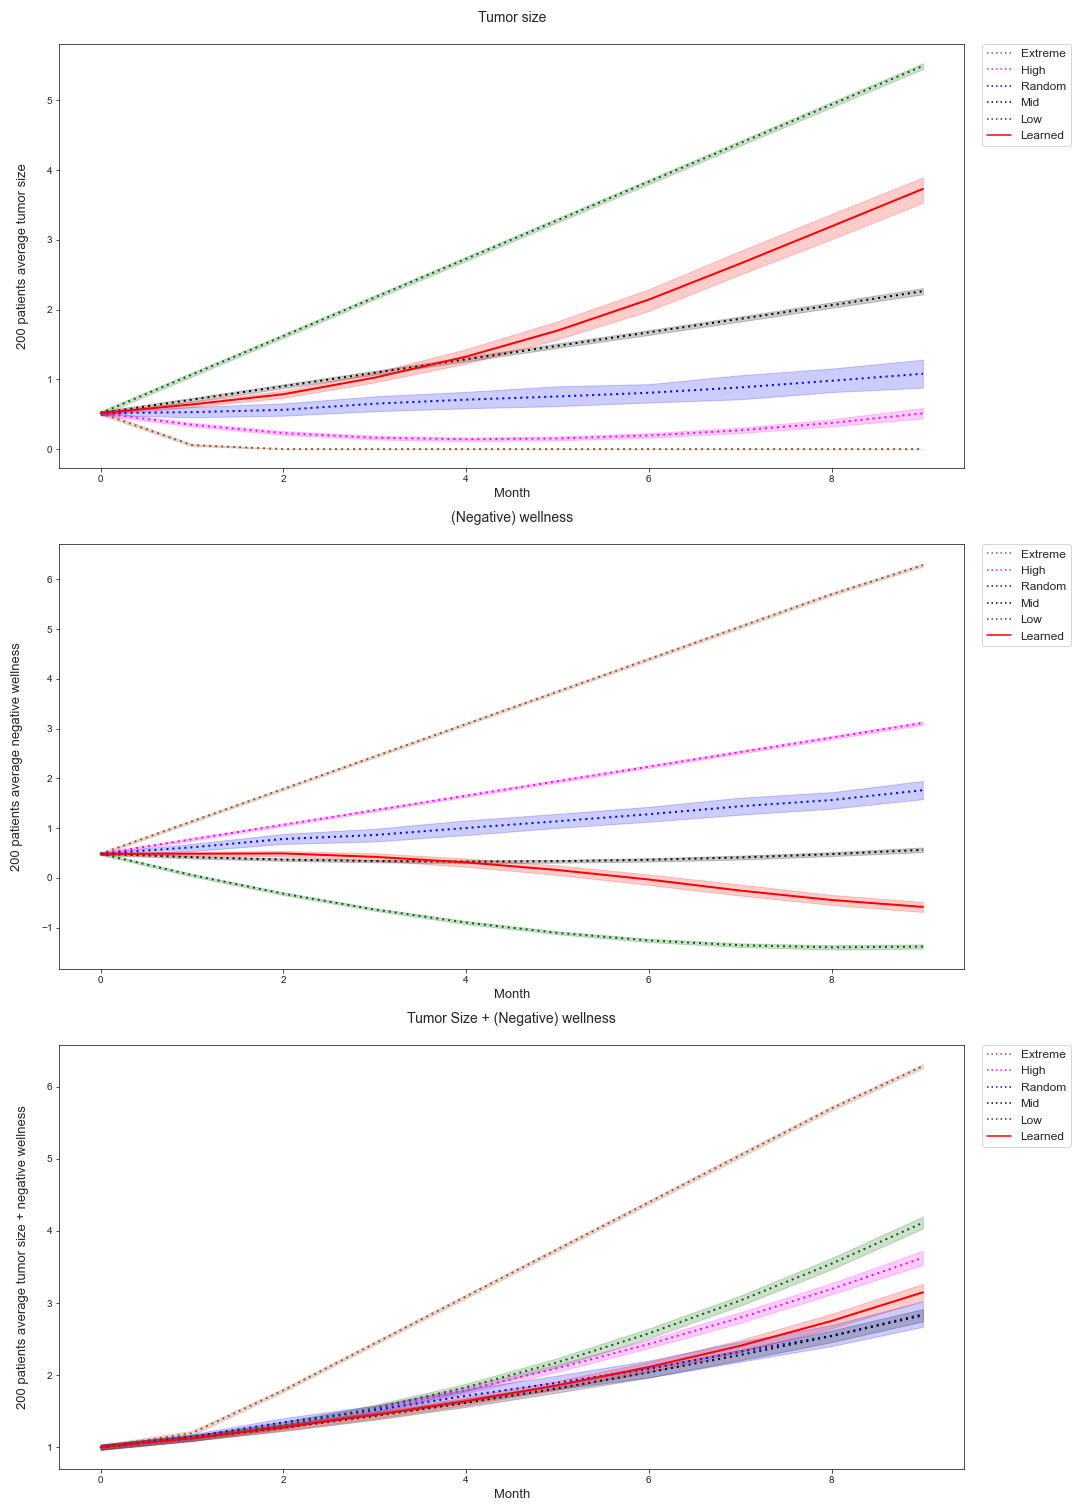 Tumor size
200 patients average tumor size
5
4
3
2
1
0
0
2
4
6
8
Month
Extreme
High
Random
Mid
Low
Learned
(Negative) wellness
200 patients average negative wellness
6
5
4
3
2
1
0
−1
0
2
4
6
8
Month
Extreme
High
Random
Mid
Low
Learned
Tumor Size + (Negative) wellness
200 patients average tumor size + negative wellness
6
5
4
3
2
1
0
2
4
6
8
Month
Extreme
High
Random
Mid
Low
Learned